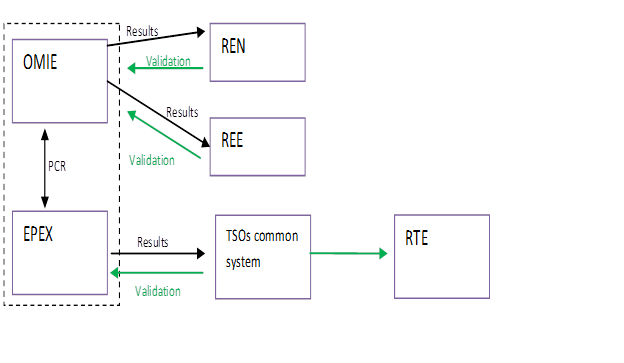 Results
REN
OMIE
Validation
Results
REE
Validation
PCR
EPEX
Results
TSOs common
system
RTE
Validation